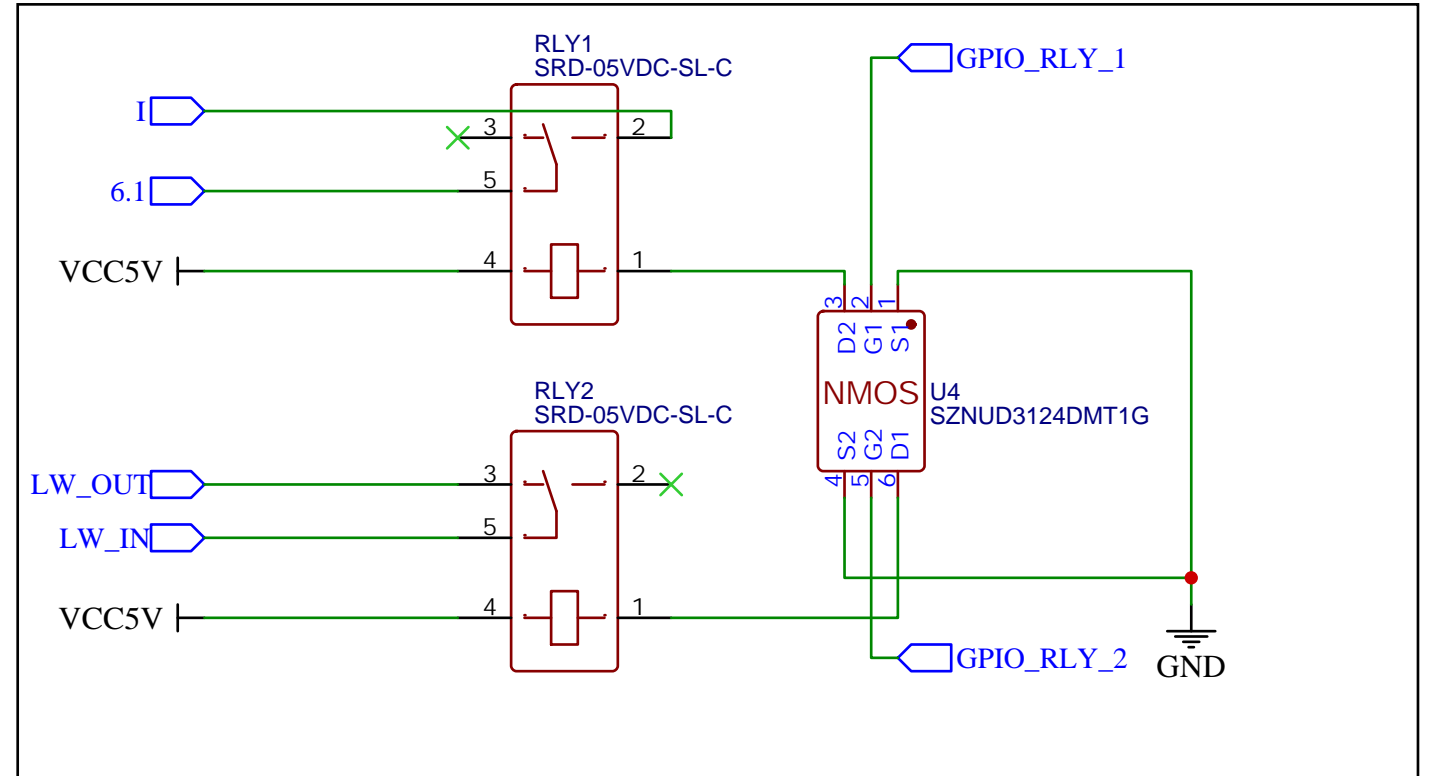 RLY1
SRD-05VDC-SL-C
GPIO_RLY_1
I
3
2
6.1
5
VCC5V
4
1
3
2
1
D2
G1
S1
NMOS
U4
SZNUD3124DMT1G
S2
G2
D1
4
5
6
RLY2
SRD-05VDC-SL-C
LW_OUT
3
2
LW_IN
5
VCC5V
4
1
GPIO_RLY_2
GND